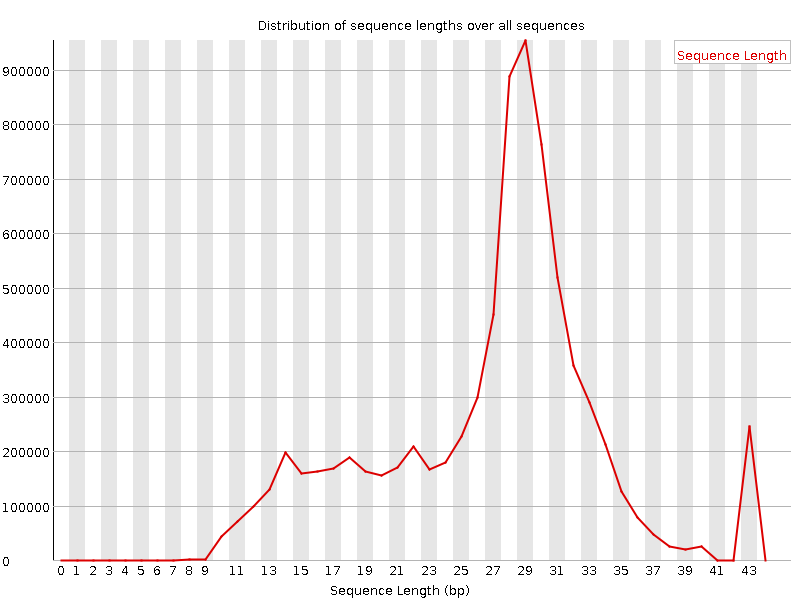 Distribution of sequence lengths over all sequences
Sequence Length
900000
800000
700000
600000
500000
400000
300000
200000
100000
0
0 1 2 3 4 5 6 7 8 9 11 13 15 17 19 21 23 25 27 29 31 33 35 37 39 41 43
Sequence Length (bp)